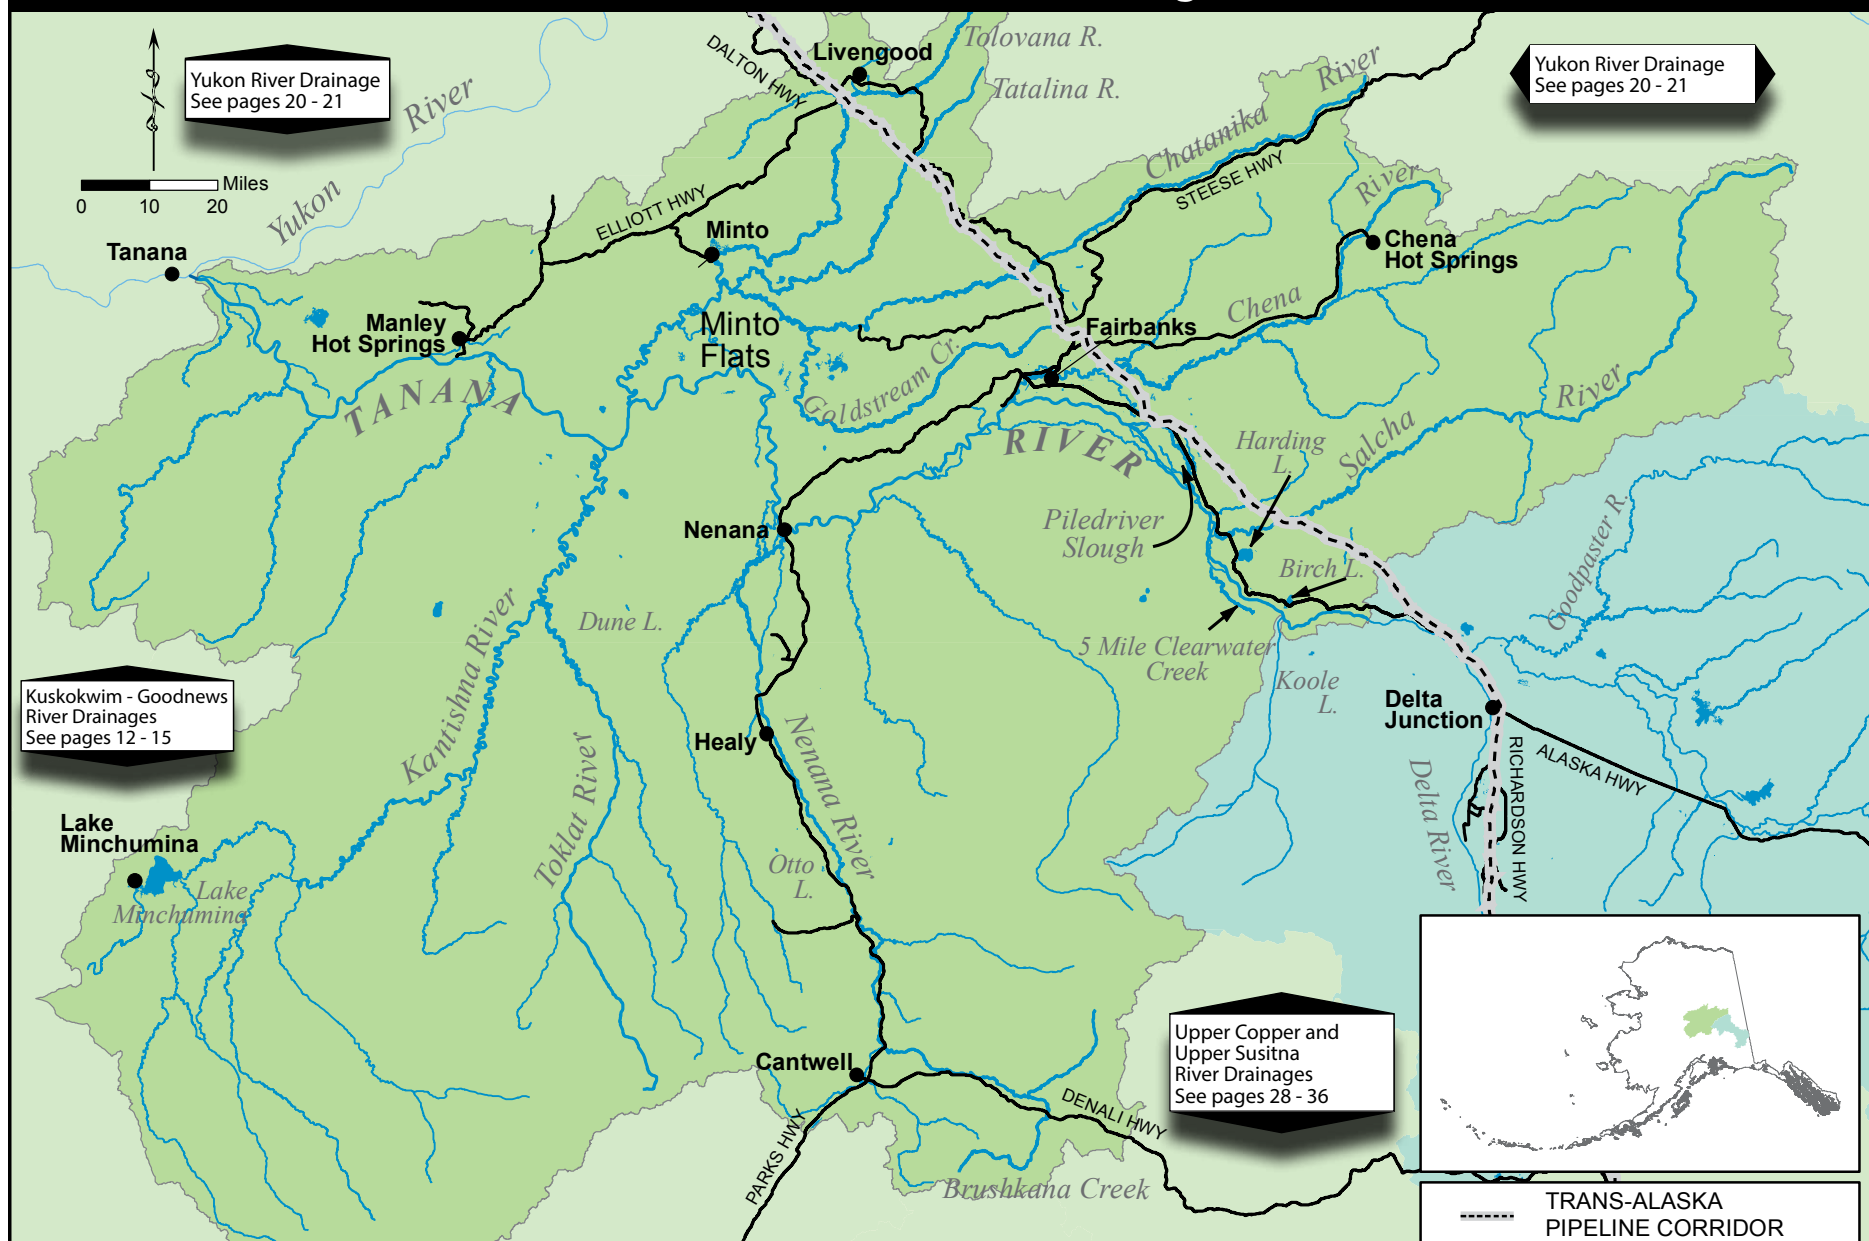 Yukon River Drainage
See pages 20 - 21
Yukon River Drainage
See pages 20 - 21
Miles
0 10 20
Yukon
River
DALTON HWY
Livengood
Tolovana R.
Tatalina R.
Chatanika
River
STEESE HWY
River
Chena
Hot Springs
Chena
ELLIOTT HWY
Minto
Tanana
Manley
Hot Springs
Minto
Flats
Fairbanks
Goldstream Cr.
TANANA
RIVER
Harding
L.
Salcha
River
Nenana
Piledriver
Slough
Birch L.
Goodpaster R.
Dune L.
5 Mile Clearwater
Creek
Koole
L.
Kantishna River
Kuskokwim - Goodnews
River Drainages
See pages 12 - 15
Delta
Junction
ALASKA HWY
RICHARDSON HWY
Delta River
Healy
Nenana River
Toklat River
Otto
L.
Lake
Minchumina
Lake
Minchumina
Cantwell
PARKS HWY
DENALI HWY
Brushkana Creek
Upper Copper and
Upper Susitna
River Drainages
See pages 28 - 36
TRANS-ALASKA
PIPELINE CORRIDOR